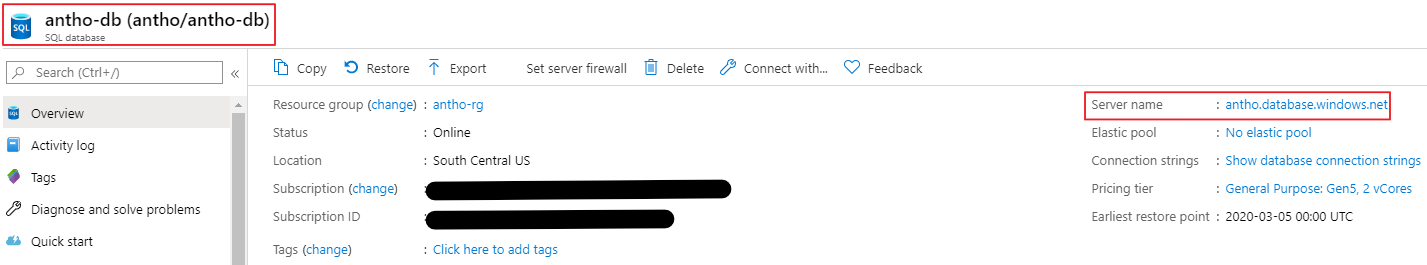 antho-db (antho/antho-db)
SQL database
Search (Ctrl+/)
«
Copy Restore Export Set server firewall Delete Connect with... Feedback
Overview
Activity log
Tags
Diagnose and solve problems
Quick start
Resource group (change) : antho-rg
Status : Online
Location : South Central US
Subscription (change) :
Subscription ID :
Tags (change) : Click here to add tags
Server name : antho.database.windows.net
Elastic pool : No elastic pool
Connection strings : Show database connection strings
Pricing tier : General Purpose: Gen5, 2 vCores
Earliest restore point : 2020-03-05 00:00 UTC